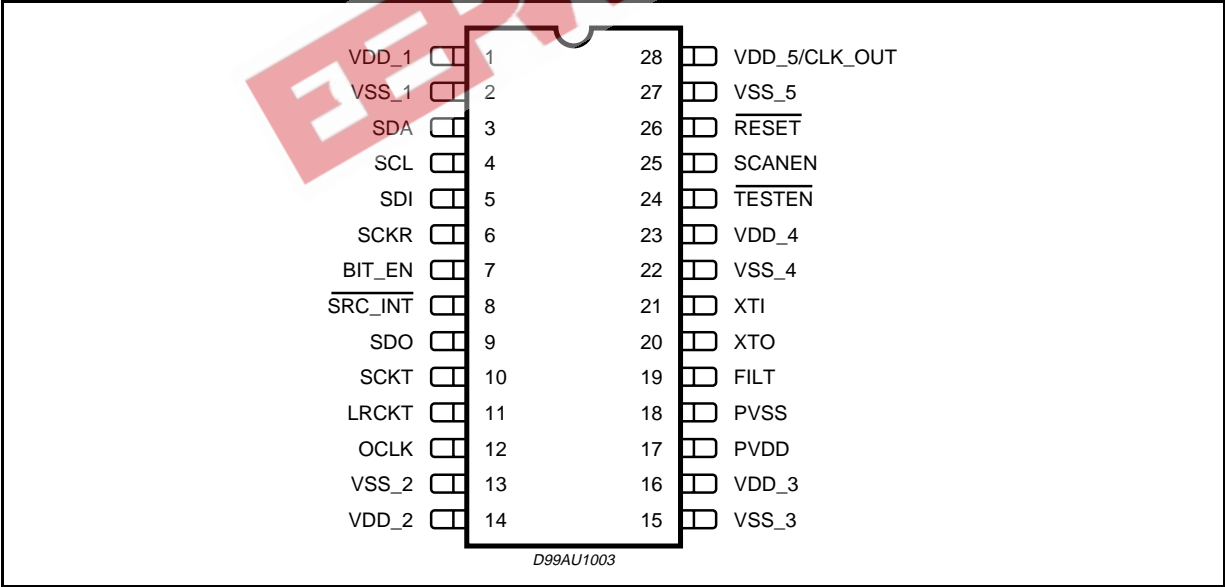 VDD_1 1 28 VDD_5/CLK_OUT
VSS_1 2 27 VSS_5
SDA 3 26 RESET
SCL 4 25 SCANEN
SDI 5 24 TESTEN
SCKR 6 23 VDD_4
BIT_EN 7 22 VSS_4
SRC_INT 8 21 XTI
SDO 9 20 XTO
SCKT 10 19 FILT
LRCKT 11 18 PVSS
OCLK 12 17 PVDD
VSS_2 13 16 VDD_3
VDD_2 14 15 VSS_3
D99AU1003